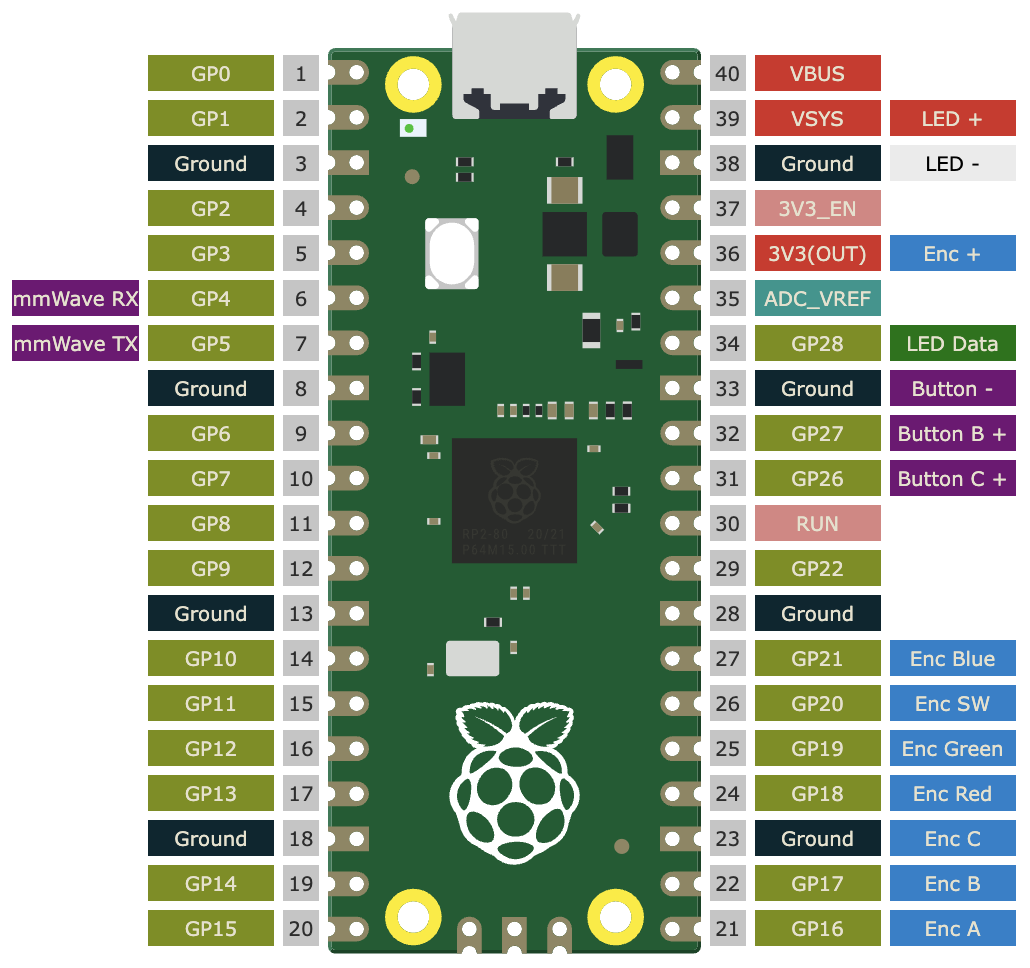 GP0 1 40 VBUS
GP1 2 39 VSYS LED +
Ground 3 38 Ground LED -
GP2 4 37 3V3_EN
GP3 5 36 3V3(OUT) Enc +
mmWave RX GP4 6 35 ADC_VREF
mmWave TX GP5 7 34 GP28 LED Data
Ground 8 33 Ground Button -
GP6 9 32 GP27 Button B +
GP7 10 31 GP26 Button C +
GP8 11 30 RUN
RP2-80 20/21
P64M15.00 TTT
GP9 12 29 GP22
Ground 13 28 Ground
GP10 14 27 GP21 Enc Blue
GP11 15 26 GP20 Enc SW
GP12 16 25 GP19 Enc Green
GP13 17 24 GP18 Enc Red
Ground 18 23 Ground Enc C
GP14 19 22 GP17 Enc B
GP15 20 21 GP16 Enc A